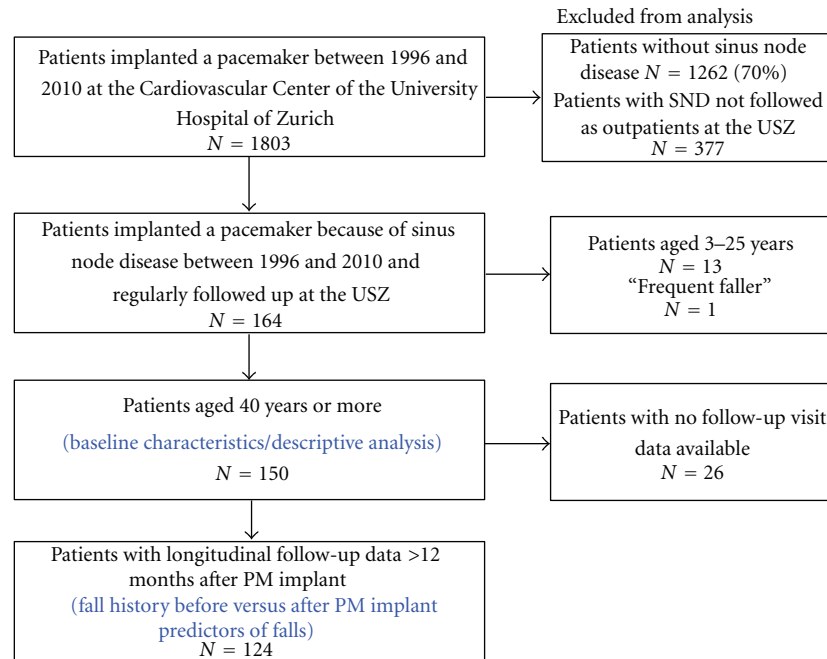 Excluded from analysis
Patients implanted a pacemaker between 1996 and
2010 at the Cardiovascular Center of the University
Hospital of Zurich
N = 1803
Patients without sinus node
disease N = 1262 (70%)
Patients with SND not followed
as outpatients at the USZ
N = 377
Patients implanted a pacemaker because of sinus
node disease between 1996 and 2010 and
regularly followed up at the USZ
N = 164
Patients aged 3–25 years
N = 13
“Frequent faller”
N = 1
Patients aged 40 years or more
(baseline characteristics/descriptive analysis)
N = 150
Patients with no follow-up visit
data available
N = 26
Patients with longitudinal follow-up data >12
months after PM implant
(fall history before versus after PM implant
predictors of falls)
N = 124